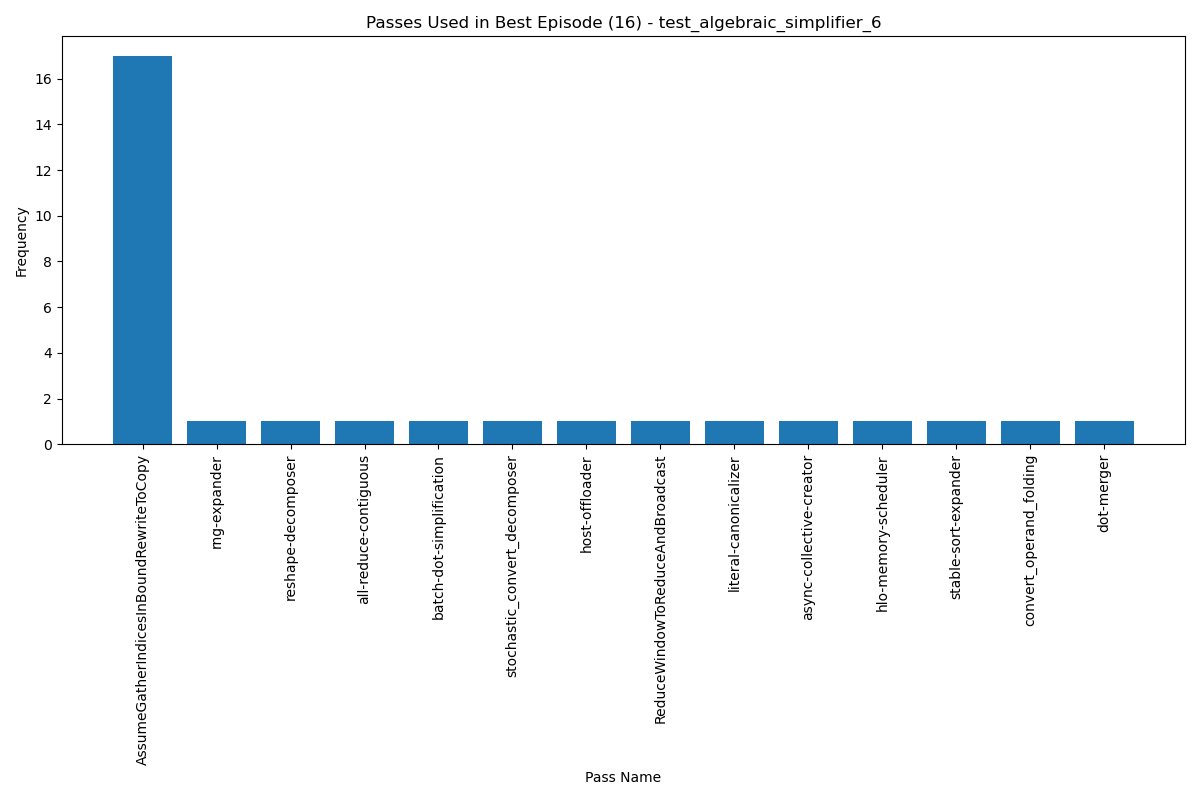 Passes Used in Best Episode (16) - test_algebraic_simplifier_6
Frequency
16
14
12
10
8
6
4
2
0
AssumeGatherIndicesInBoundRewriteToCopy
rng-expander
reshape-decomposer
all-reduce-contiguous
batch-dot-simplification
stochastic_convert_decomposer
host-offloader
ReduceWindowToReduceAndBroadcast
literal-canonicalizer
async-collective-creator
hlo-memory-scheduler
stable-sort-expander
convert_operand_folding
dot-merger
Pass Name